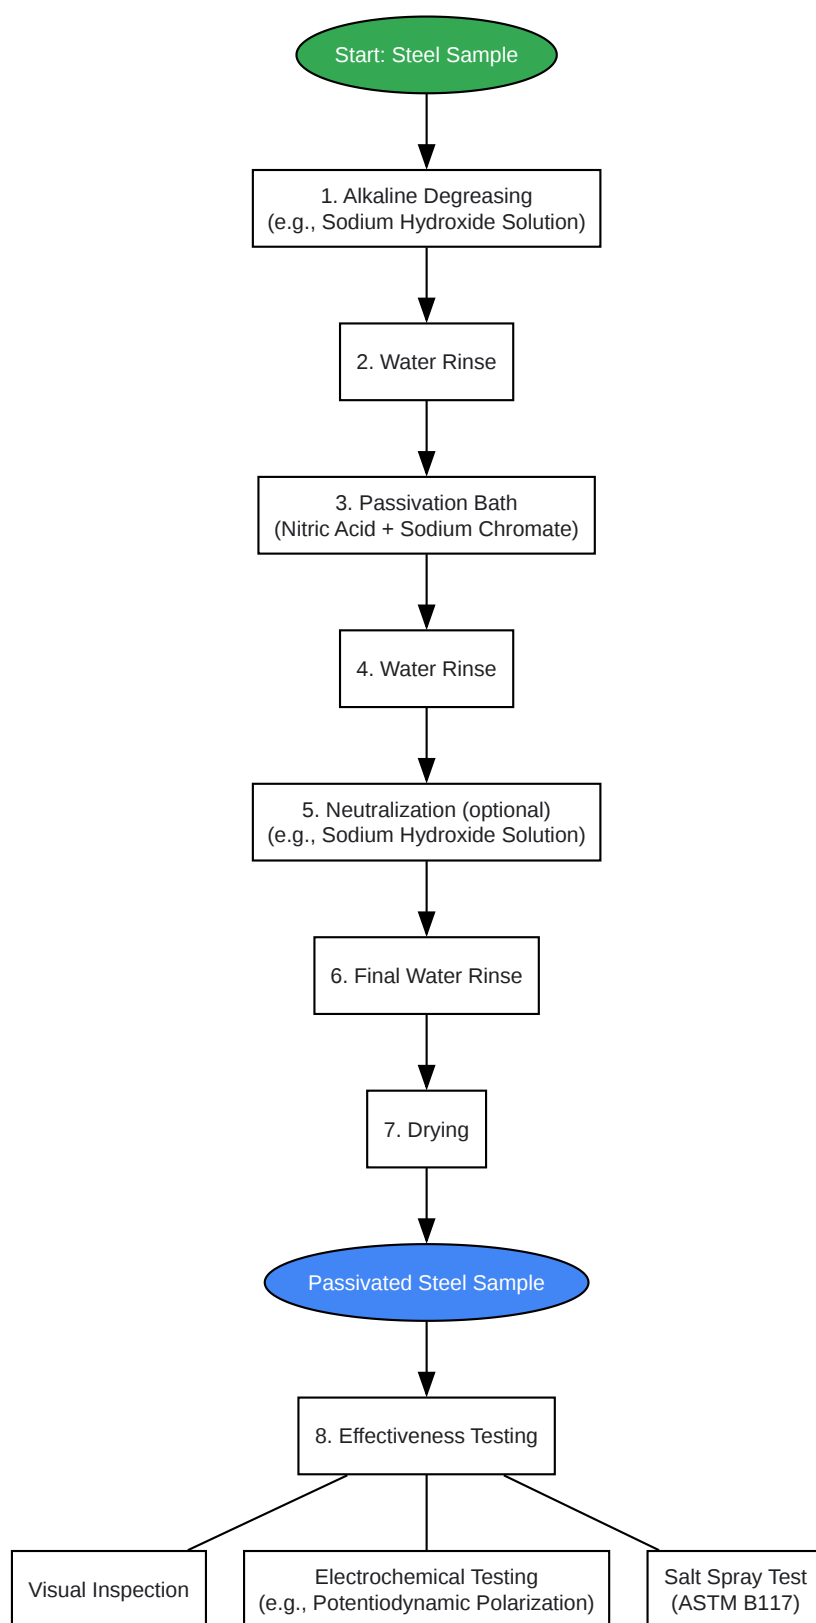 Start: Steel Sample
1. Alkaline Degreasing
(e.g., Sodium Hydroxide Solution)
2. Water Rinse
3. Passivation Bath
(Nitric Acid + Sodium Chromate)
4. Water Rinse
5. Neutralization (optional)
(e.g., Sodium Hydroxide Solution)
6. Final Water Rinse
7. Drying
Passivated Steel Sample
8. Effectiveness Testing
Visual Inspection
Electrochemical Testing
(e.g., Potentiodynamic Polarization)
Salt Spray Test
(ASTM B117)